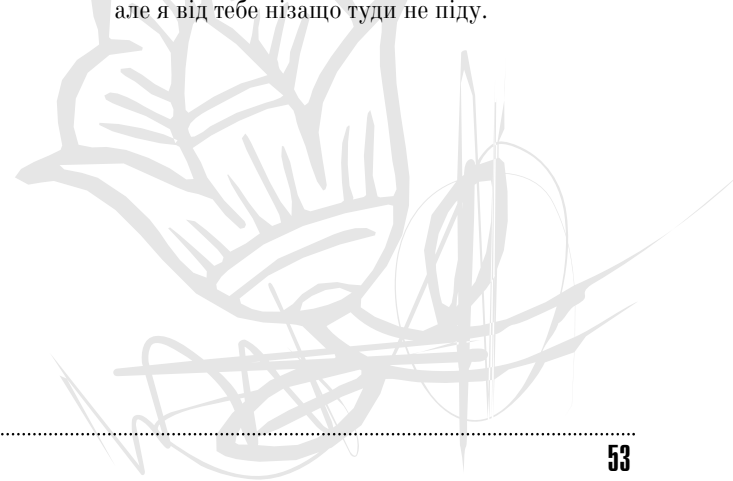 але я від тебе нізащо туди не піду.
53